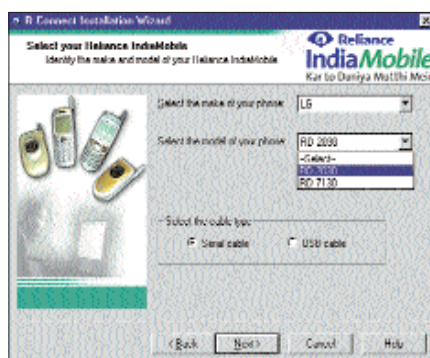 R Connect Installation Wizard
Select your Reliance IndiaMobile
Identify the make and model of your Reliance IndiaMobile
Reliance
IndiaMobile
Kar lo Duniya Mutthi Mein
Select the make of your phone:
LG
Select the model of your phone:
RD 2030
-Select-
RD 2030
RD 7130
Select the cable type
Serial cable
USB cable
< Back
Next >
Cancel
Help